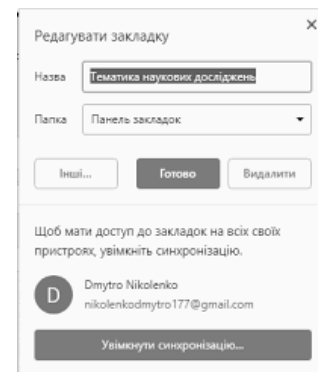 Редагувати закладку
Назва Тематика наукових досліджень
Папка Панель закладок
Інші... Готово Видалити
Щоб мати доступ до закладок на всіх своїх
пристроях, увімкніть синхронізацію.
D
Dmytro Nikolenko
nikolenkodmytro177@gmail.com
Увімкнути синхронізацію...